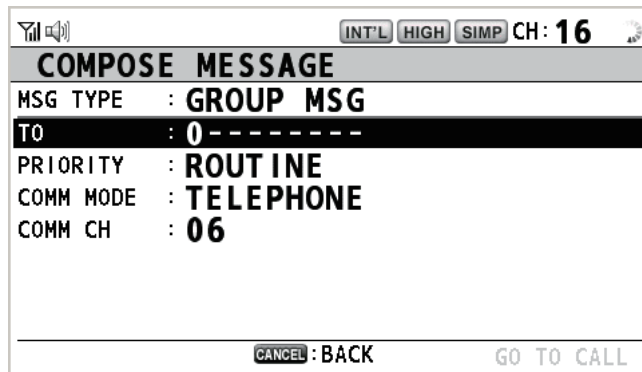 INT'L HIGH SIMP CH: 16
COMPOSE MESSAGE
MSG TYPE : GROUP MSG
TO : 0--------
PRIORITY : ROUTINE
COMM MODE : TELEPHONE
COMM CH : 06
CANCEL : BACK GO TO CALL